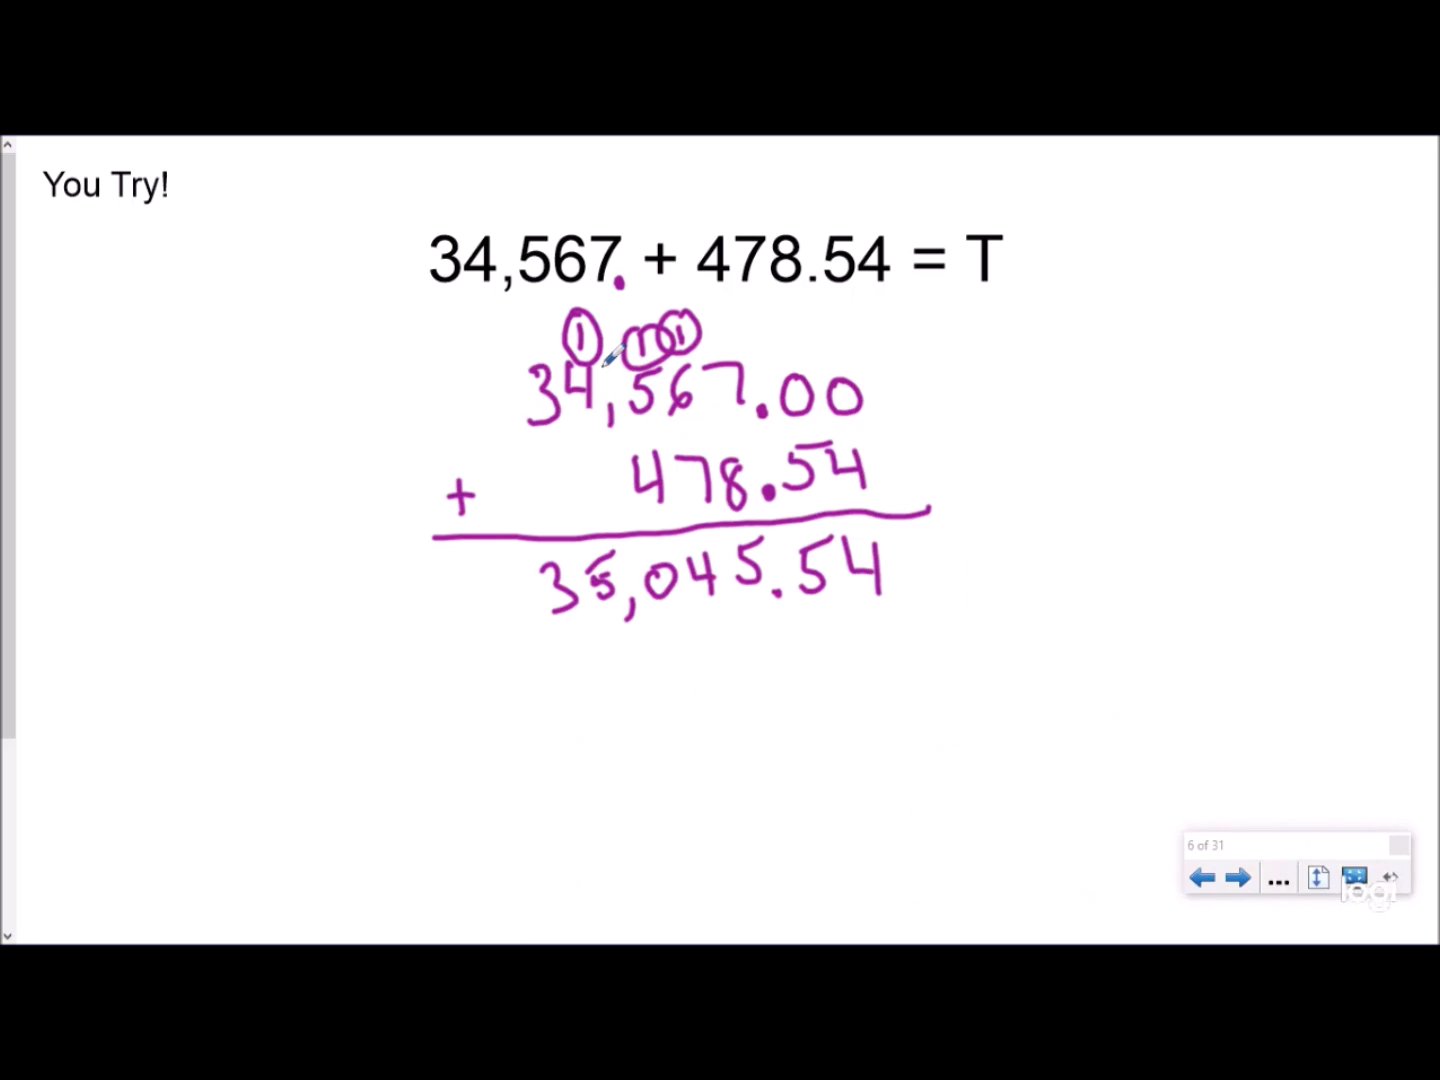 You Try!
34,567. + 478.54 = T
1 1 1
34,567.00
+ 478.54
35,045.54
6 of 31
...
logi